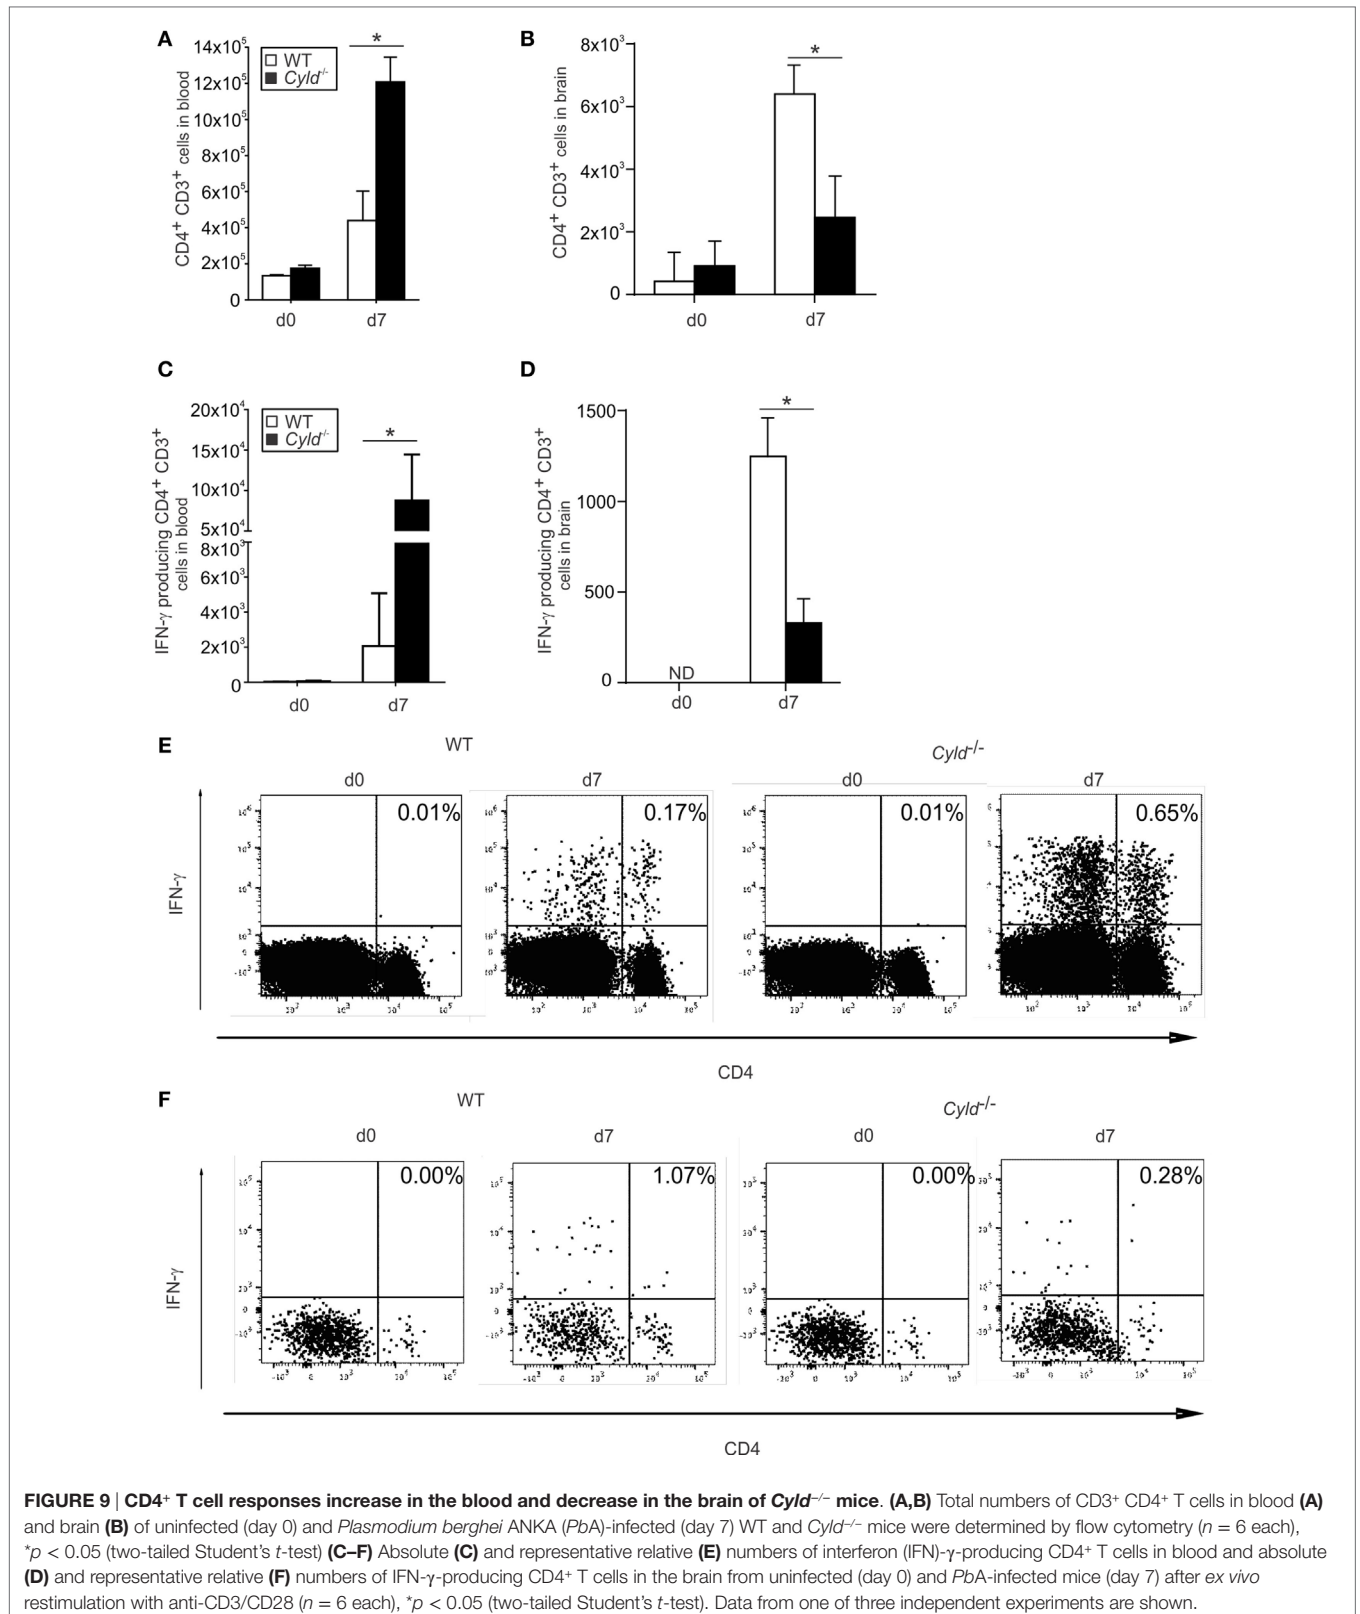 A
14x10⁵
12x10⁵
10x10⁵
8x10⁵
6x10⁵
4x10⁵
2x10⁵
0
CD4⁺ CD3⁺ cells in blood
WT
Cyld⁻/⁻
*
d0 d7
B
8x10³
6x10³
4x10³
2x10³
0
CD4⁺ CD3⁺ cells in brain
*
d0 d7
C
20x10⁴
15x10⁴
10x10⁴
5x10⁴
8x10³
6x10³
4x10³
2x10³
0
IFN-γ producing CD4⁺ CD3⁺
cells in blood
WT
Cyld⁻/⁻
*
d0 d7
D
1500
1000
500
0
IFN-γ producing CD4⁺ CD3⁺
cells in brain
*
ND
d0 d7
E
WT Cyld⁻/⁻
d0 d7 d0 d7
0.01% 0.17% 0.01% 0.65%
IFN-γ
CD4
F
WT Cyld⁻/⁻
d0 d7 d0 d7
0.00% 1.07% 0.00% 0.28%
IFN-γ
CD4
FIGURE 9 | CD4⁺ T cell responses increase in the blood and decrease in the brain of Cyld⁻/⁻ mice. (A,B) Total numbers of CD3⁺ CD4⁺ T cells in blood (A)
and brain (B) of uninfected (day 0) and Plasmodium berghei ANKA (PbA)-infected (day 7) WT and Cyld⁻/⁻ mice were determined by flow cytometry (n = 6 each),
*p < 0.05 (two-tailed Student’s t-test) (C–F) Absolute (C) and representative relative (E) numbers of interferon (IFN)-γ-producing CD4⁺ T cells in blood and absolute
(D) and representative relative (F) numbers of IFN-γ-producing CD4⁺ T cells in the brain from uninfected (day 0) and PbA-infected mice (day 7) after ex vivo
restimulation with anti-CD3/CD28 (n = 6 each), *p < 0.05 (two-tailed Student’s t-test). Data from one of three independent experiments are shown.